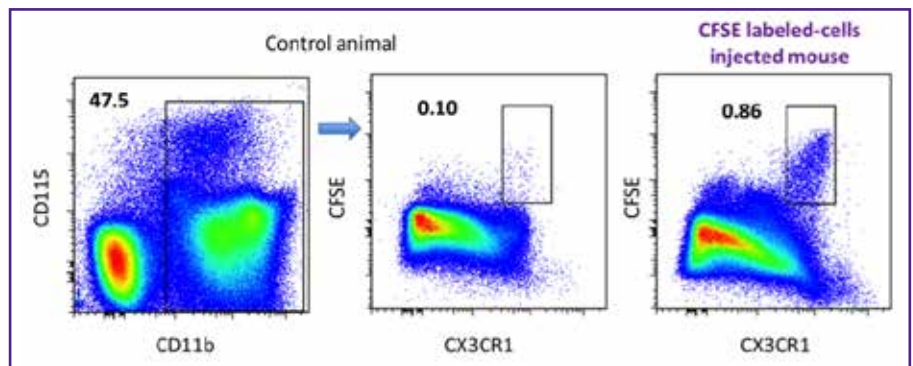 Control animal
CFSE labeled-cells
injected mouse
47.5
0.10
0.86
CD115
CFSE
CFSE
CD11b
CX3CR1
CX3CR1